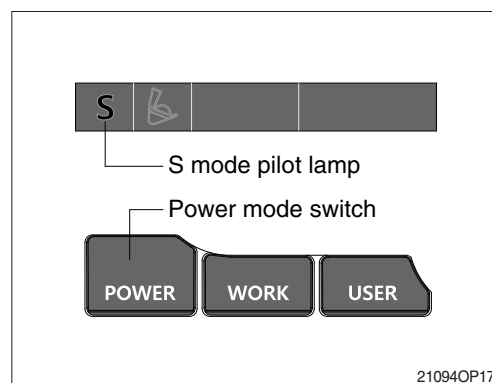 S
S mode pilot lamp
Power mode switch
POWER WORK USER
21094OP17